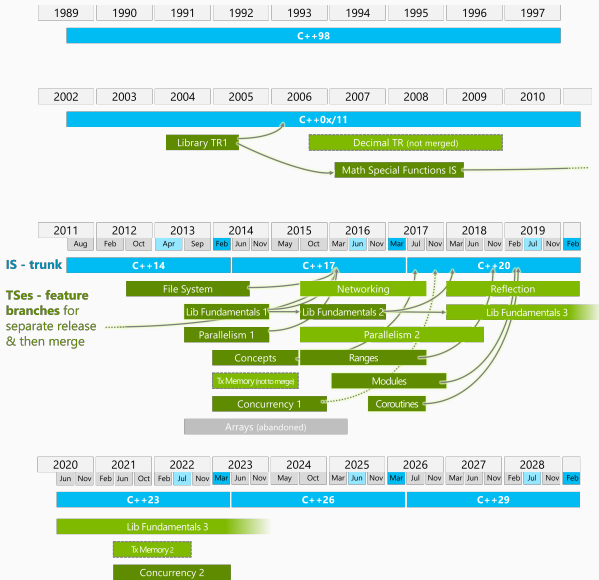 1989 1990 1991 1992 1993 1994 1995 1996 1997
C++98
2002 2003 2004 2005 2006 2007 2008 2009 2010
C++0x/11
Library TR1 Decimal TR (not merged)
Math Special Functions IS
2011 2012 2013 2014 2015 2016 2017 2018 2019
Aug Feb Oct Apr Sep Feb Jun Nov May Oct Mar Jun Nov Mar Jul Nov Mar Jun Nov Feb Jul Nov Feb
IS - trunk C++14 C++17 C++20
File System Networking Reflection
TSes - feature
branches for
separate release
& then merge
Lib Fundamentals 1 Lib Fundamentals 2 Lib Fundamentals 3
Parallelism 1 Parallelism 2
Concepts Ranges
Tx Memory (not to merge) Modules
Concurrency 1 Coroutines
Arrays (abandoned)
2020 2021 2022 2023 2024 2025 2026 2027 2028
Jun Nov Feb Jun Oct Feb Jul Nov Mar Jun Nov May Oct Mar Jun Nov Mar Jul Nov Mar Jun Nov Feb Jul Nov Feb
C++23 C++26 C++29
Lib Fundamentals 3
Tx Memory 2
Concurrency 2